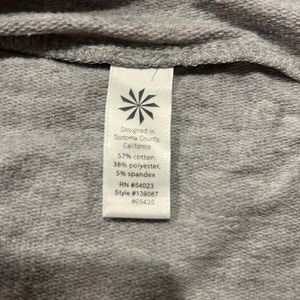 Designed in
Sonoma County,
California
57% cotton,
38% polyester,
5% spandex
RN #54023
Style #138087
#65435